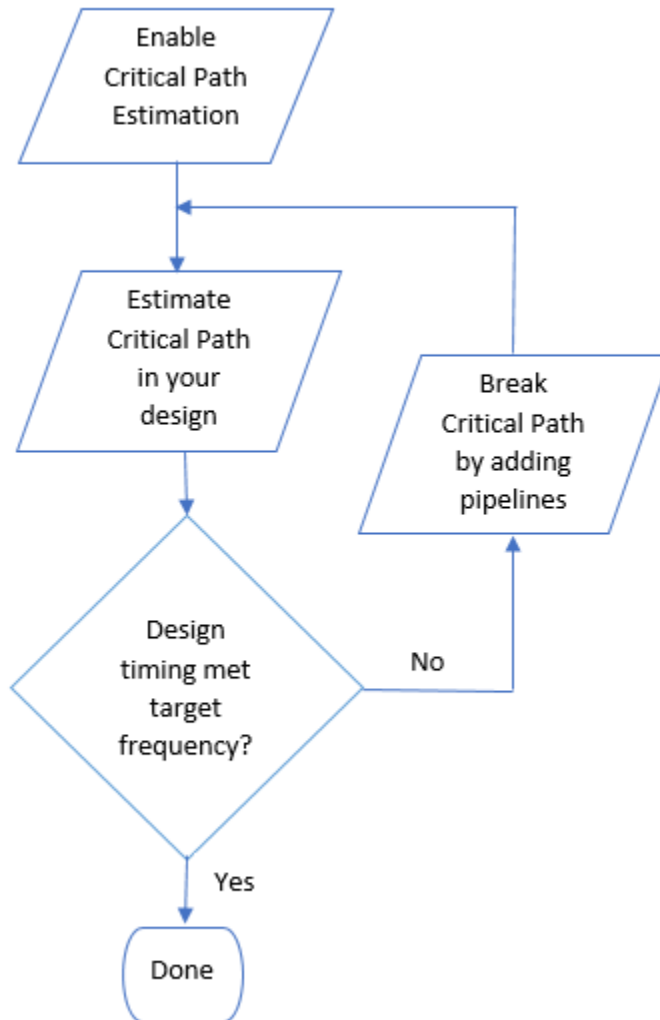 Enable
Critical Path
Estimation
Estimate
Critical Path
in your
design
Break
Critical Path
by adding
pipelines
Design
timing met
target
frequency?
No
Yes
Done